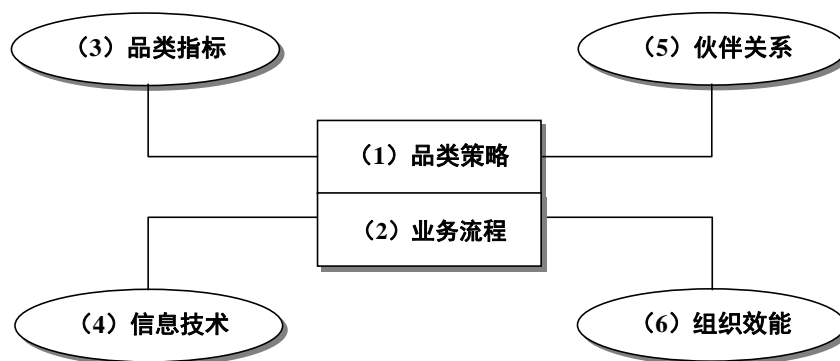 （3）品类指标
（5）伙伴关系
（1）品类策略
（2）业务流程
（4）信息技术
（6）组织效能